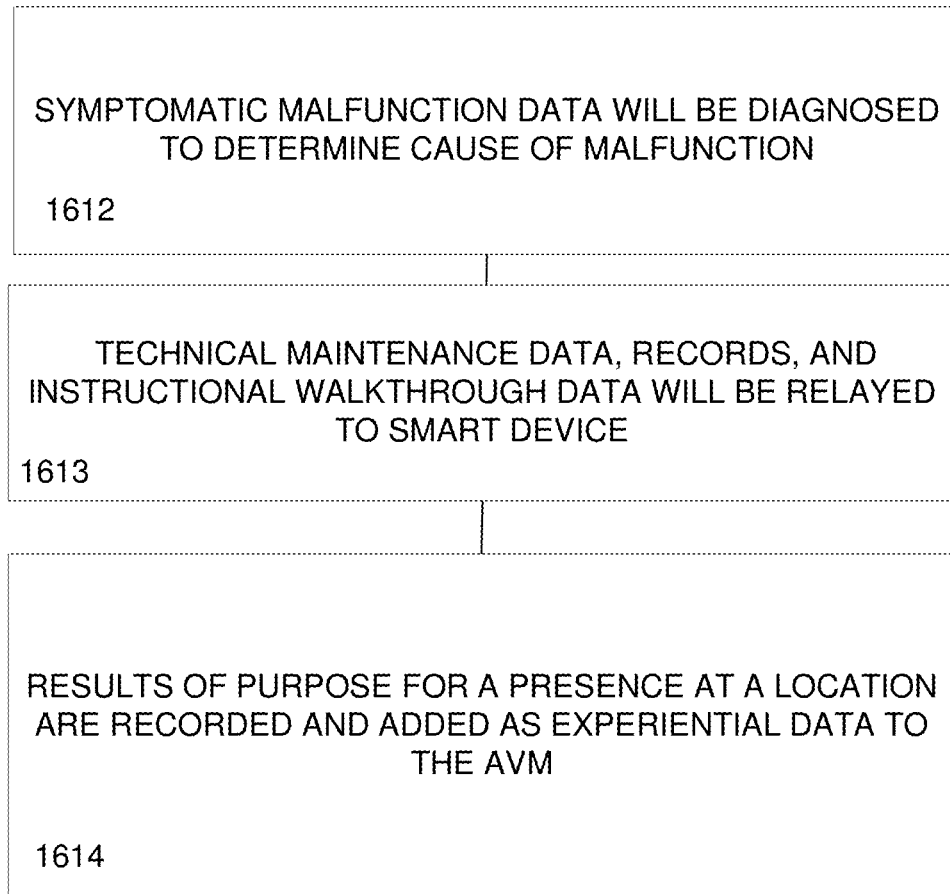 SYMPTOMATIC MALFUNCTION DATA WILL BE DIAGNOSED
TO DETERMINE CAUSE OF MALFUNCTION
1612
TECHNICAL MAINTENANCE DATA, RECORDS, AND
INSTRUCTIONAL WALKTHROUGH DATA WILL BE RELAYED
TO SMART DEVICE
1613
RESULTS OF PURPOSE FOR A PRESENCE AT A LOCATION
ARE RECORDED AND ADDED AS EXPERIENTIAL DATA TO
THE AVM
1614